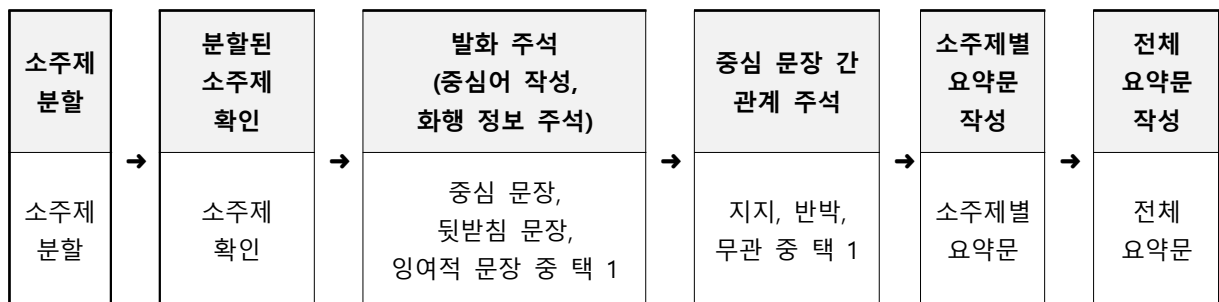 소주제
분할
➜
분할된
소주제
확인
➜
발화 주석
(중심어 작성,
화행 정보 주석)
➜
중심 문장 간
관계 주석
➜
소주제별
요약문
작성
➜
전체
요약문
작성
소주제
분할
소주제
확인
중심 문장,
뒷받침 문장,
잉여적 문장 중 택 1
지지, 반박,
무관 중 택 1
소주제별
요약문
전체
요약문